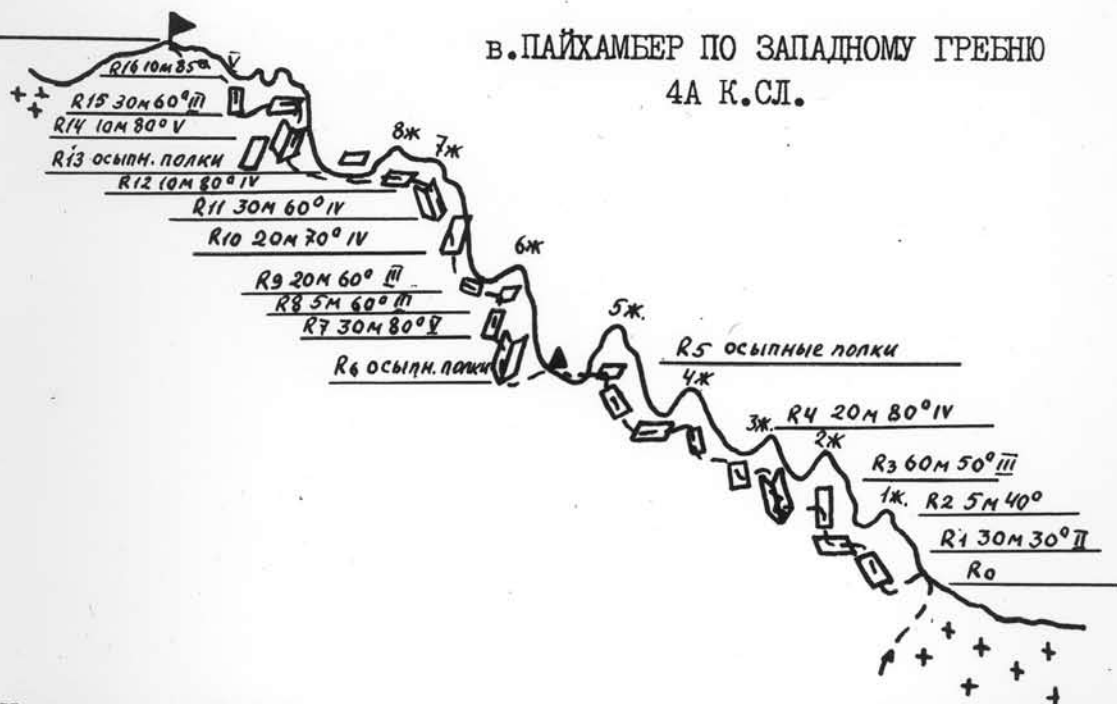 в.ПАЙХАМБЕР ПО ЗАПАДНОМУ ГРЕБНЮ
4А К.СЛ.
R16 10м 85° V
R15 30м 60° III
R14 10м 80° V
R13 осыпн. полки
R12 10м 80° IV
R11 30м 60° IV
R10 20м 70° IV
R9 20м 60° III
R8 5м 60° III
R7 30м 80° V
R6 осыпн. полки
8ж
7ж
6ж
5ж.
R5 осыпные полки
4ж
3ж.
R4 20м 80° IV
2ж
R3 60м 50° III
1ж.
R2 5м 40°
R1 30м 30° II
R0